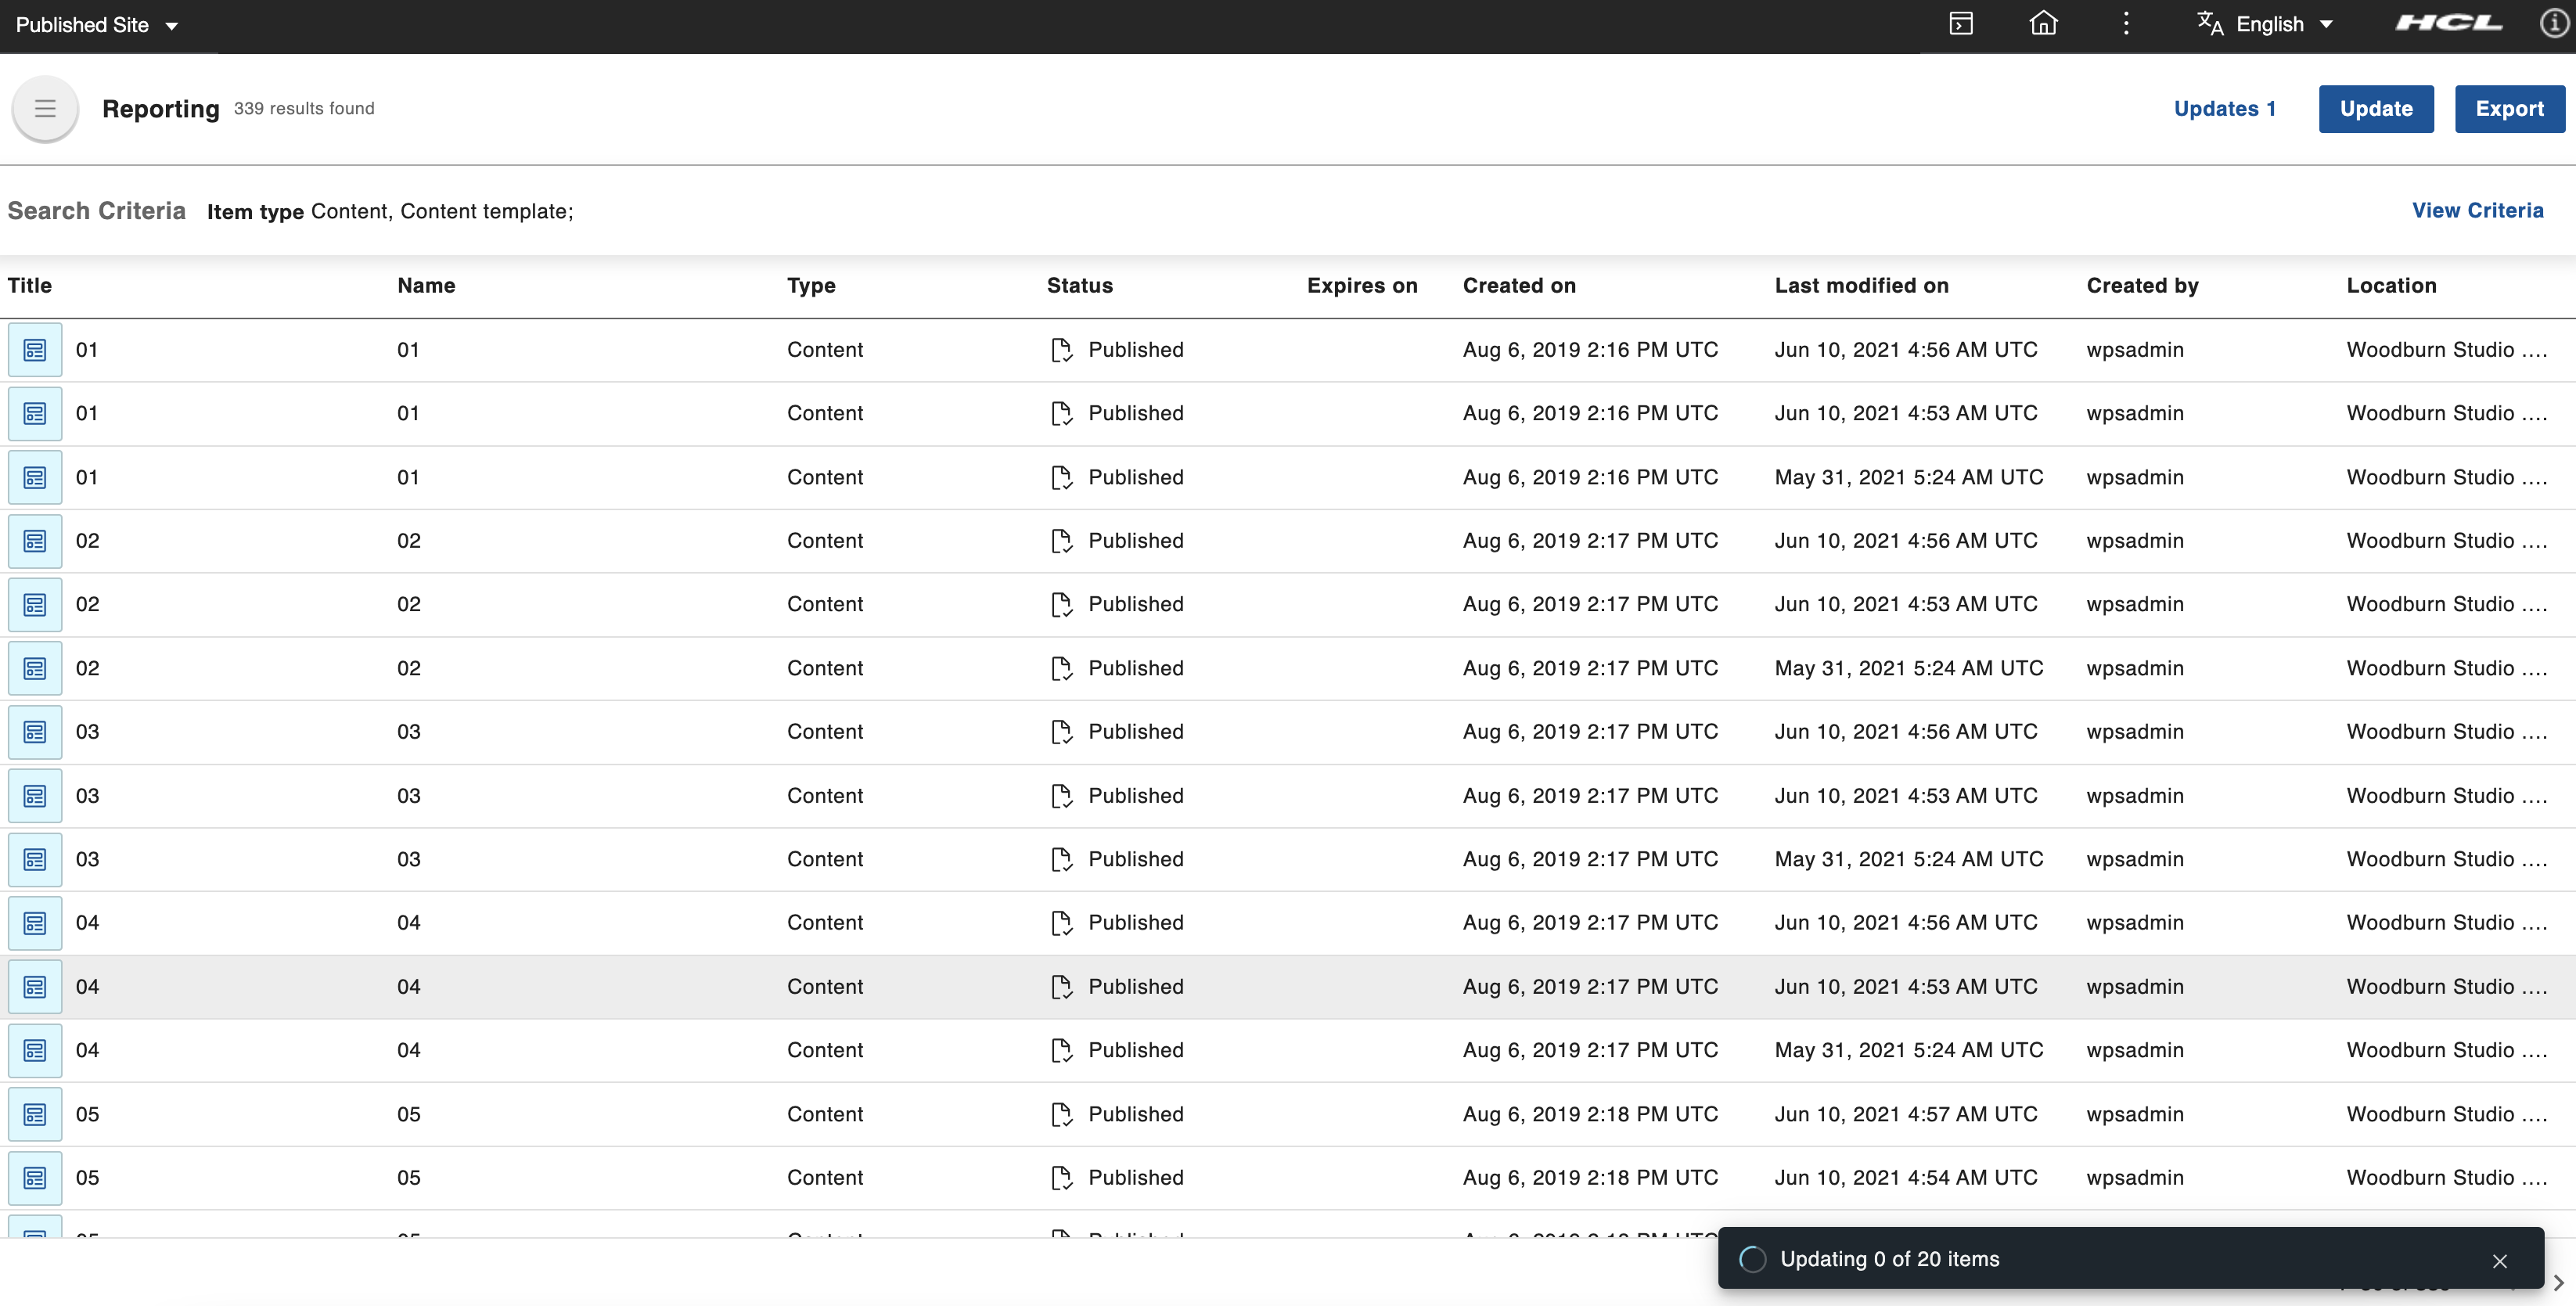 Published Site English HCL
Reporting 339 results found Updates 1 Update Export
Search Criteria Item type Content, Content template; View Criteria
Title Name Type Status Expires on Created on Last modified on Created by Location
01 01 Content Published Aug 6, 2019 2:16 PM UTC Jun 10, 2021 4:56 AM UTC wpsadmin Woodburn Studio ....
01 01 Content Published Aug 6, 2019 2:16 PM UTC Jun 10, 2021 4:53 AM UTC wpsadmin Woodburn Studio ....
01 01 Content Published Aug 6, 2019 2:16 PM UTC May 31, 2021 5:24 AM UTC wpsadmin Woodburn Studio ....
02 02 Content Published Aug 6, 2019 2:17 PM UTC Jun 10, 2021 4:56 AM UTC wpsadmin Woodburn Studio ....
02 02 Content Published Aug 6, 2019 2:17 PM UTC Jun 10, 2021 4:53 AM UTC wpsadmin Woodburn Studio ....
02 02 Content Published Aug 6, 2019 2:17 PM UTC May 31, 2021 5:24 AM UTC wpsadmin Woodburn Studio ....
03 03 Content Published Aug 6, 2019 2:17 PM UTC Jun 10, 2021 4:56 AM UTC wpsadmin Woodburn Studio ....
03 03 Content Published Aug 6, 2019 2:17 PM UTC Jun 10, 2021 4:53 AM UTC wpsadmin Woodburn Studio ....
03 03 Content Published Aug 6, 2019 2:17 PM UTC May 31, 2021 5:24 AM UTC wpsadmin Woodburn Studio ....
04 04 Content Published Aug 6, 2019 2:17 PM UTC Jun 10, 2021 4:56 AM UTC wpsadmin Woodburn Studio ....
04 04 Content Published Aug 6, 2019 2:17 PM UTC Jun 10, 2021 4:53 AM UTC wpsadmin Woodburn Studio ....
04 04 Content Published Aug 6, 2019 2:17 PM UTC May 31, 2021 5:24 AM UTC wpsadmin Woodburn Studio ....
05 05 Content Published Aug 6, 2019 2:18 PM UTC Jun 10, 2021 4:57 AM UTC wpsadmin Woodburn Studio ....
05 05 Content Published Aug 6, 2019 2:18 PM UTC Jun 10, 2021 4:54 AM UTC wpsadmin Woodburn Studio ....
Updating 0 of 20 items